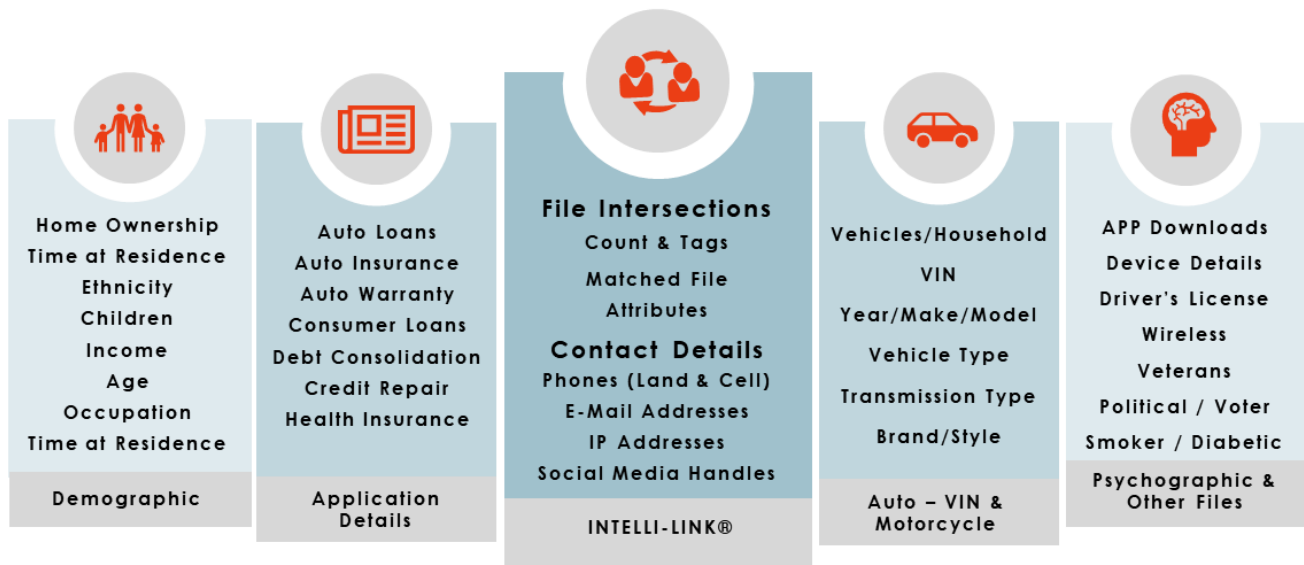 Home Ownership
Time at Residence
Ethnicity
Children
Income
Age
Occupation
Time at Residence
Demographic
Auto Loans
Auto Insurance
Auto Warranty
Consumer Loans
Debt Consolidation
Credit Repair
Health Insurance
Application
Details
File Intersections
Count & Tags
Matched File
Attributes
Contact Details
Phones (Land & Cell)
E-Mail Addresses
IP Addresses
Social Media Handles
INTELLI-LINK®
Vehicles/Household
VIN
Year/Make/Model
Vehicle Type
Transmission Type
Brand/Style
Auto – VIN &
Motorcycle
APP Downloads
Device Details
Driver's License
Wireless
Veterans
Political / Voter
Smoker / Diabetic
Psychographic &
Other Files